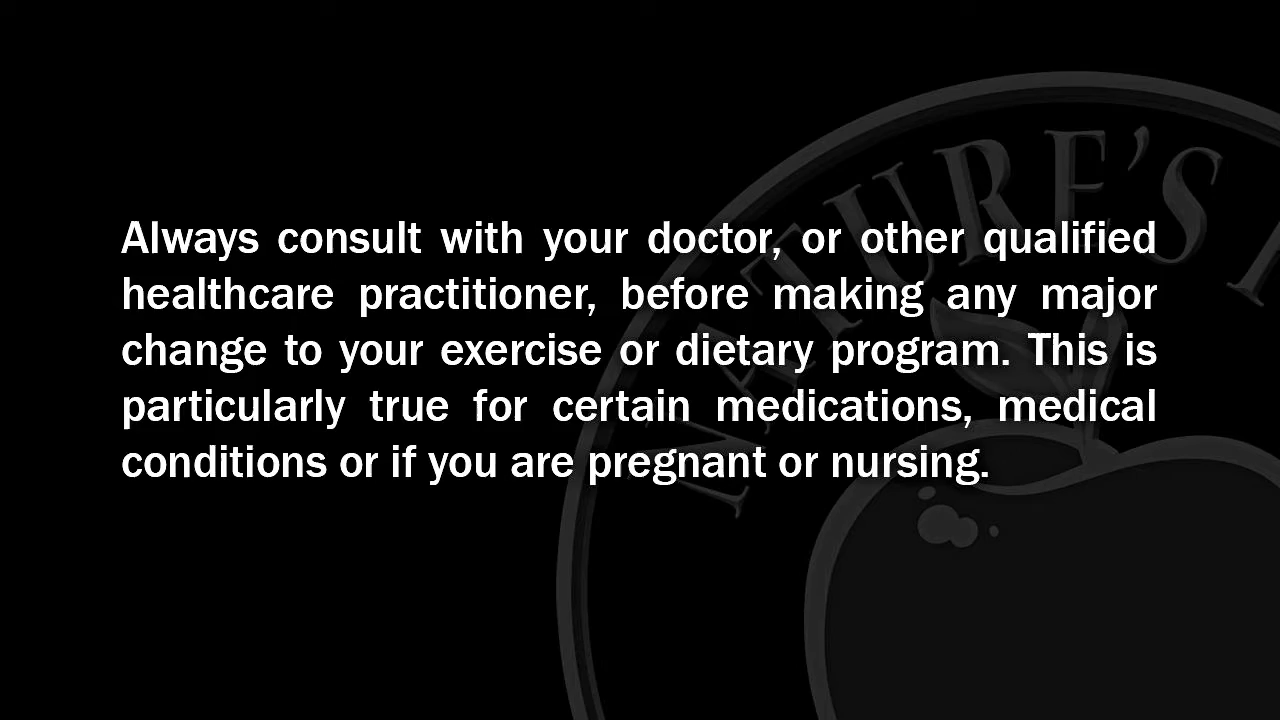 NATURE'S
Always consult with your doctor, or other qualified
healthcare practitioner, before making any major
change to your exercise or dietary program. This is
particularly true for certain medications, medical
conditions or if you are pregnant or nursing.